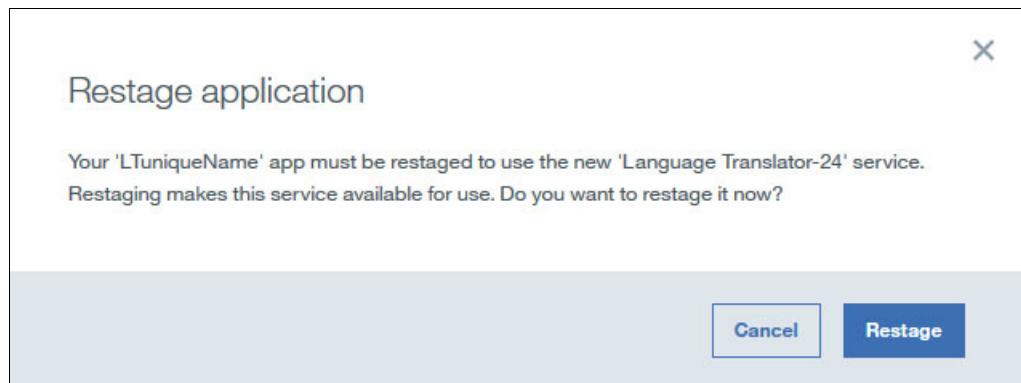 Restage application
Your 'LTuniqueName' app must be restaged to use the new 'Language Translator-24' service.
Restaging makes this service available for use. Do you want to restage it now?
Cancel
Restage